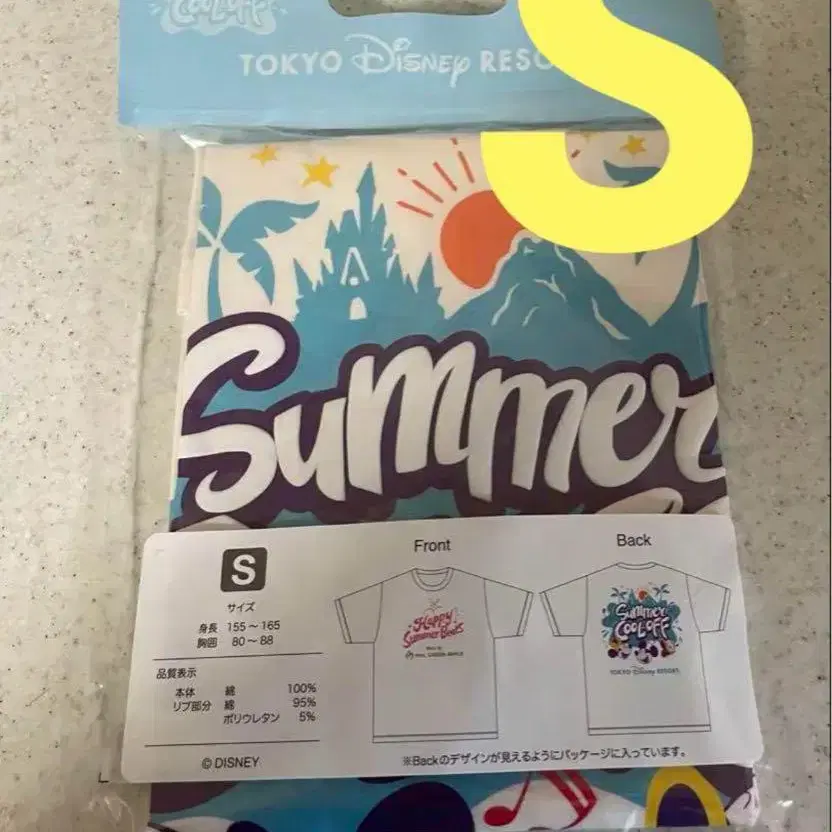 COOLOFF
TOKYO Disney RESO
S
Summer
S
サイズ
身長 155～165
胸囲 80～88
品質表示
本体 綿 100%
リブ部分 綿 95%
ポリウレタン 5%
© DISNEY
Front
Happy
Summer Beats
Back
Summer
COOLOFF
TOKYO Disney RESORT
※Backのデザインが見えるようにパッケージに入っています。